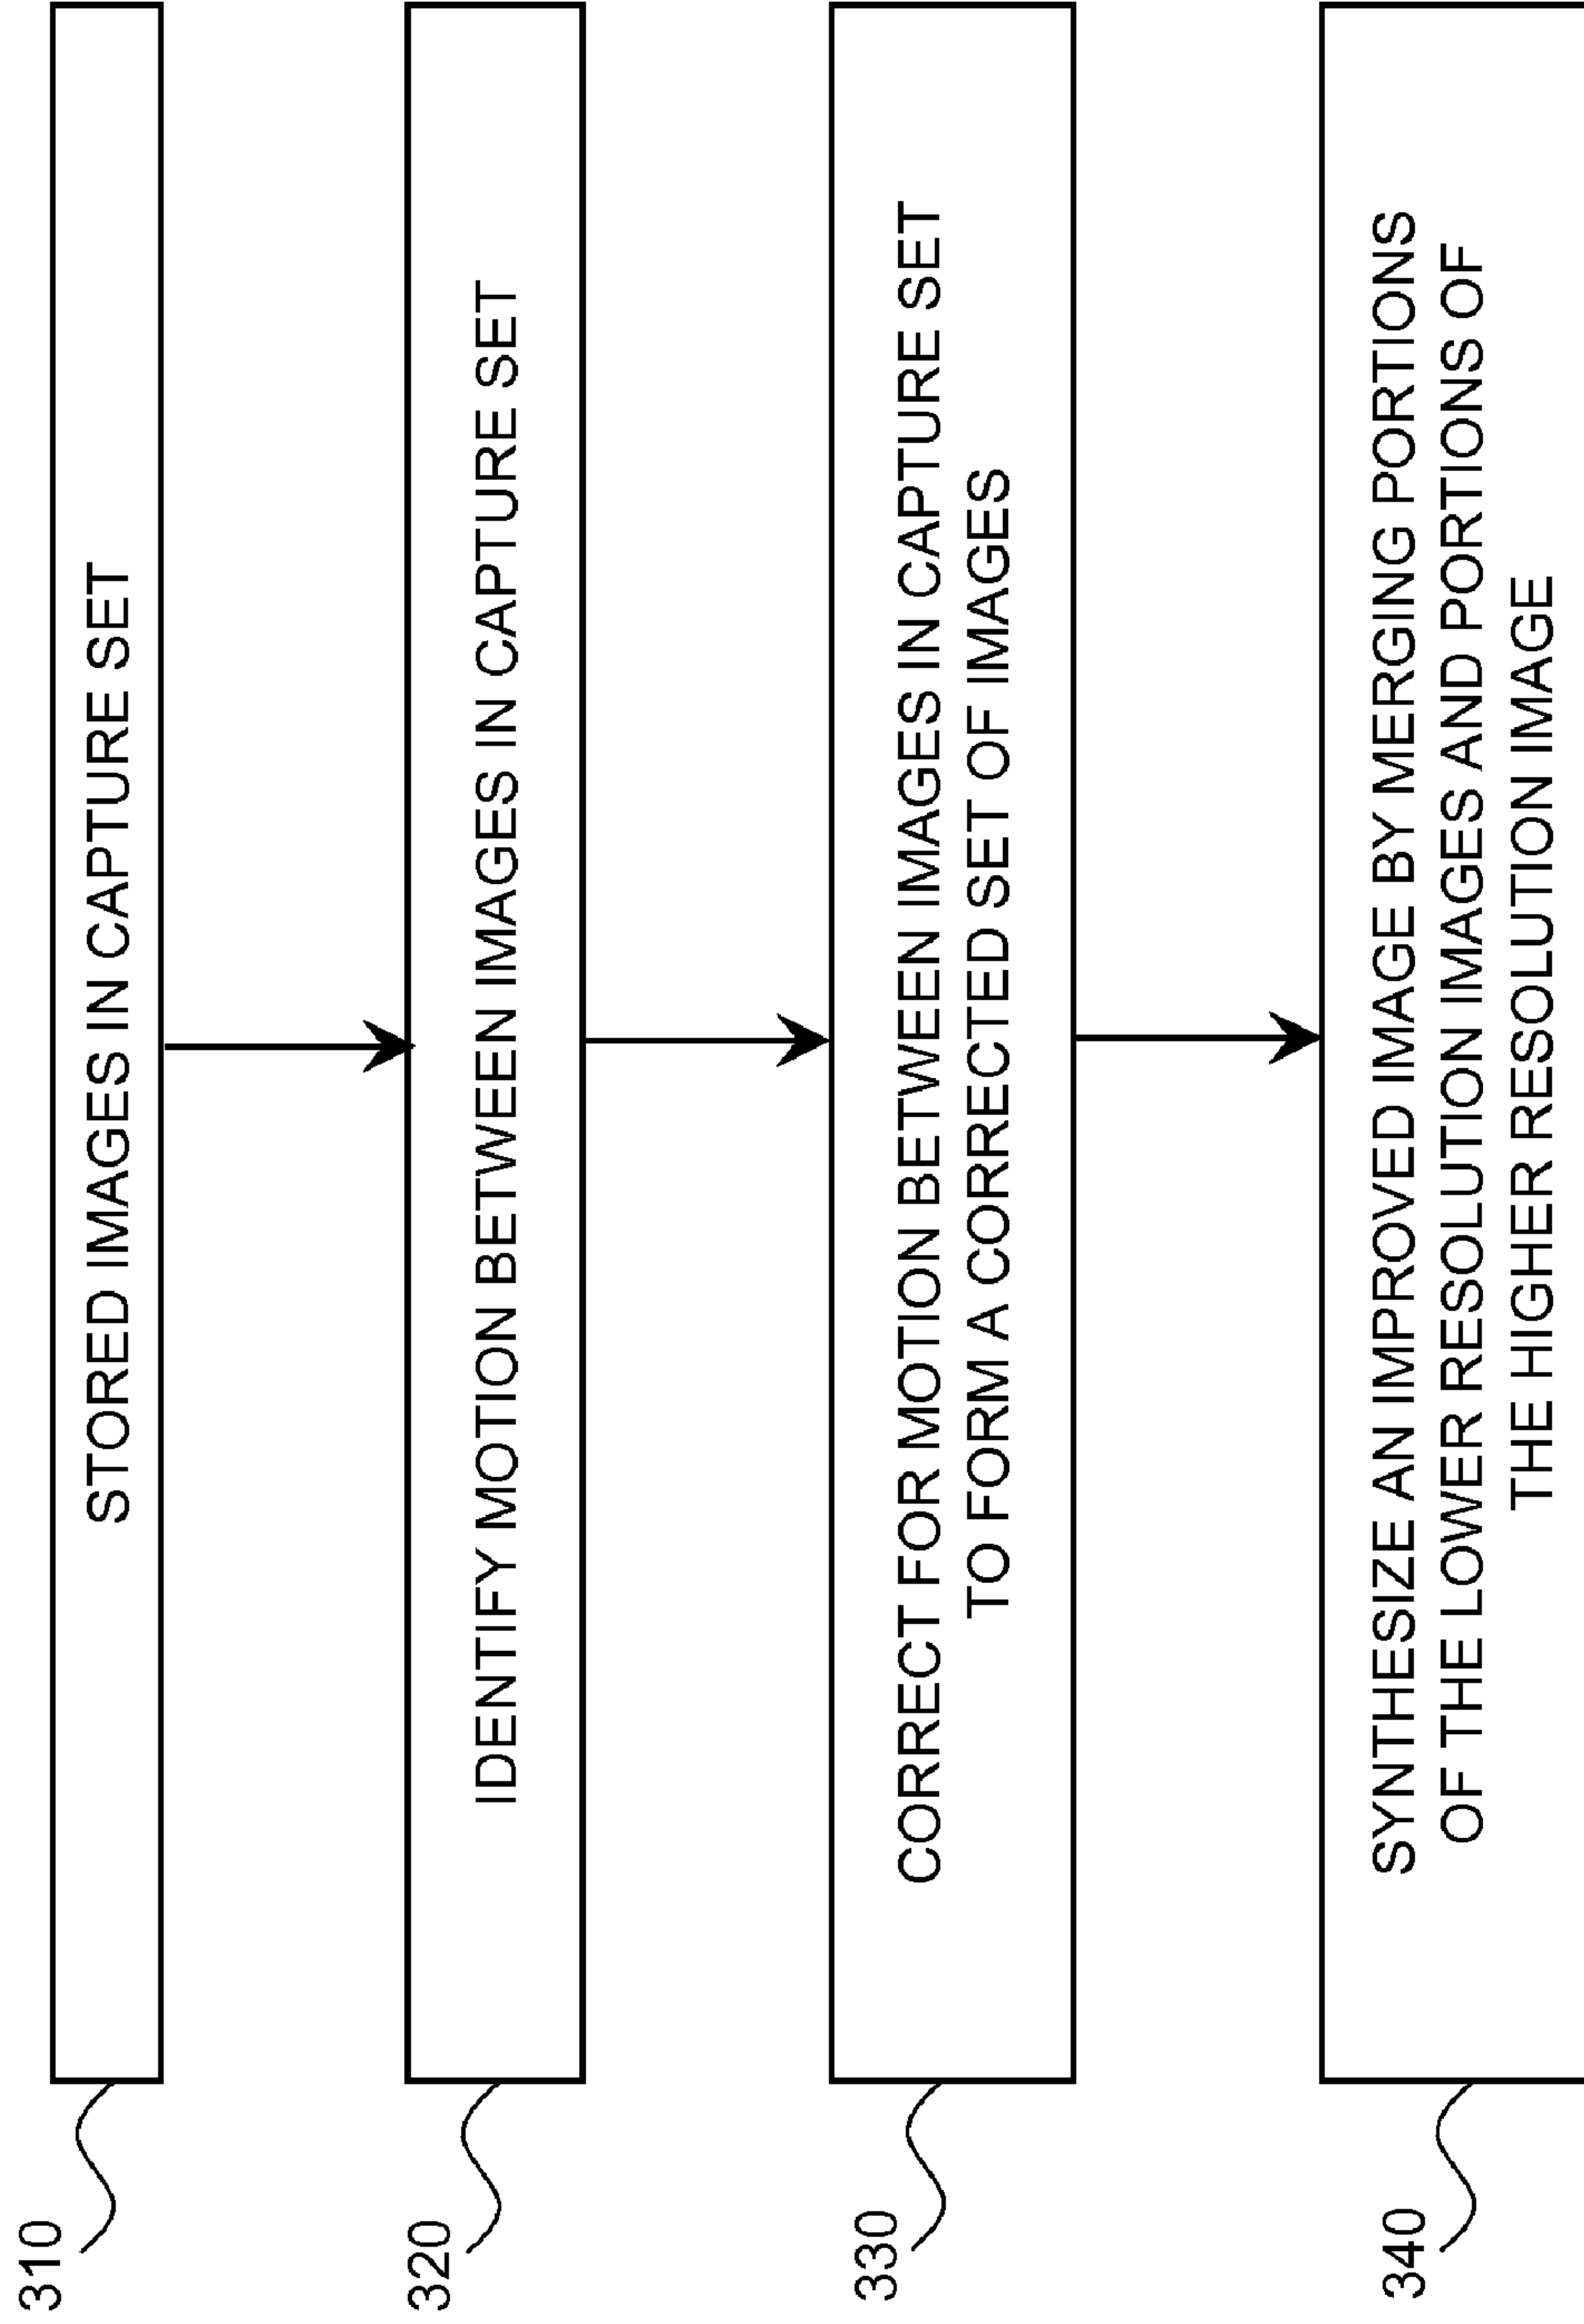 310
STORED IMAGES IN CAPTURE SET
320
IDENTIFY MOTION BETWEEN IMAGES IN CAPTURE SET
330
CORRECT FOR MOTION BETWEEN IMAGES IN CAPTURE SET
TO FORM A CORRECTED SET OF IMAGES
340
SYNTHESIZE AN IMPROVED IMAGE BY MERGING PORTIONS
OF THE LOWER RESOLUTION IMAGES AND PORTIONS OF
THE HIGHER RESOLUTION IMAGE